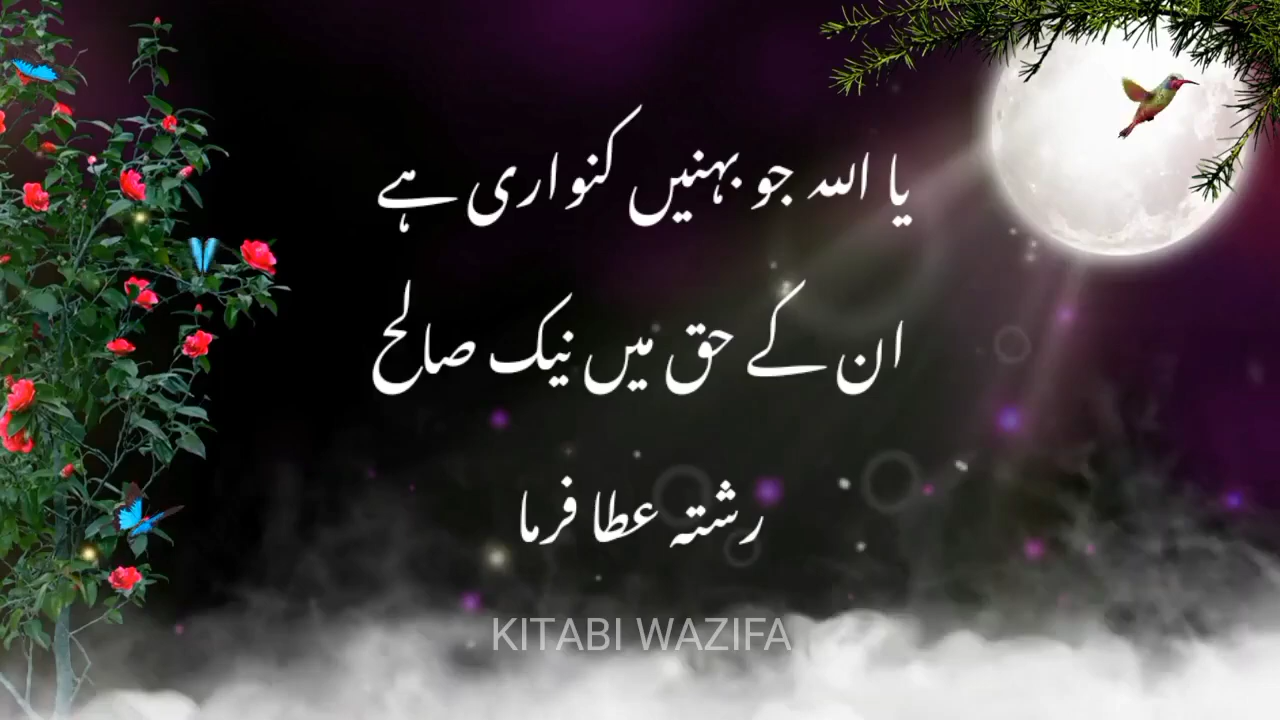 یا اللہ جو بہنیں کنواری ہے
ان کے حق میں نیک صالح
رشتہ عطا فرما
KITABI WAZIFA